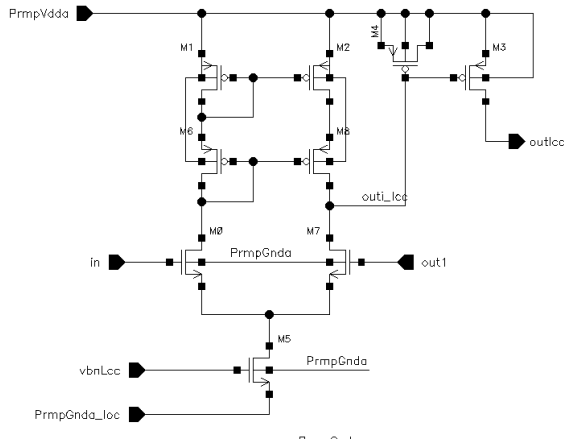 PrmpVdda
M1
M2
M4
M3
M6
M8
outlcc
outi_lcc
M0
M7
in
PrmpGnda
out1
M5
vbnLcc
PrmpGnda
PrmpGnda_loc